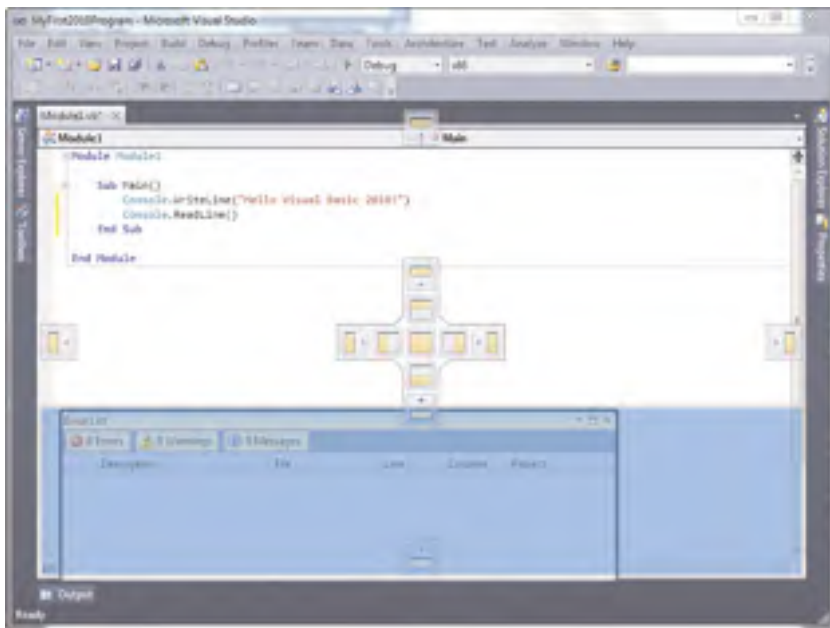 MyFirst2010Program - Microsoft Visual Studio
File Edit View Project Build Debug Profiler Team Data Tools Architecture Test Analyze Window Help
Debug x86
Module1.vb* X
Module1 Main
Module Module1
Sub Main()
Console.WriteLine("Hello Visual Basic 2010!")
Console.ReadLine()
End Sub
End Module
Server Explorer
Toolbox
Solution Explorer
Properties
Error List
0 Errors 0 Warnings 0 Messages
Description File Line Column Project
Output
Ready